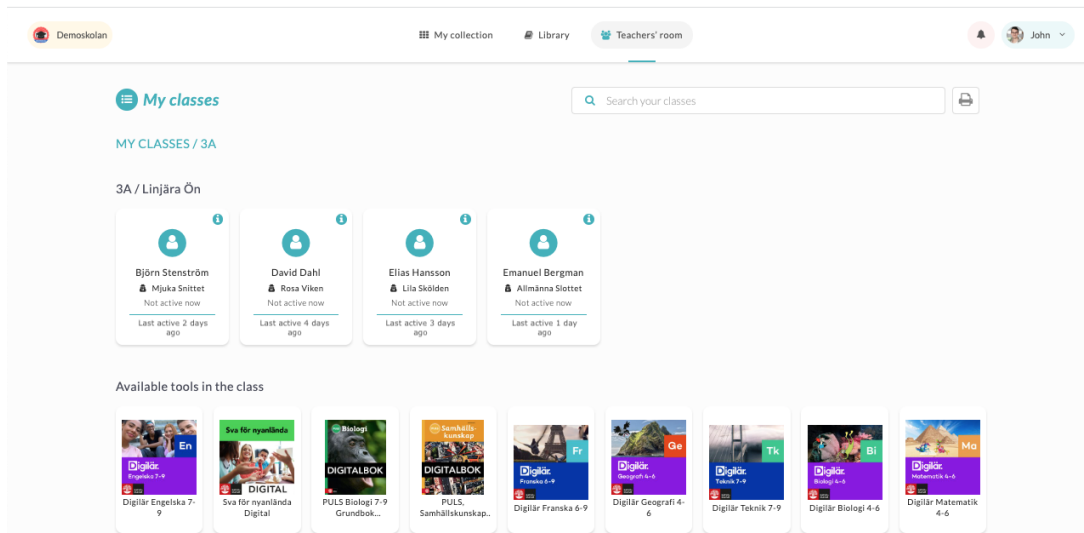 Demoskolan
My collection
Library
Teachers' room
John
My classes
Search your classes
MY CLASSES / 3A
3A / Linjära Ön
Björn Stenström
Mjuka Snittet
Not active now
Last active 2 days
ago
David Dahl
Rosa Viken
Not active now
Last active 4 days
ago
Elias Hansson
Lila Skölden
Not active now
Last active 3 days
ago
Emanuel Bergman
Allmänna Slottet
Not active now
Last active 1 day
ago
Available tools in the class
En
Digilär.
Engelska 7-9
Digilär Engelska 7-
9
Sva för nyanlända
DIGITAL
Sva för nyanlända
Digital
Biologi
DIGITALBOK
PULS Biologi 7-9
Grundbok...
Samhälls-
kunskap
DIGITALBOK
PULS,
Samhällskunskap..
Fr
Digilär.
Franska 6-9
Digilär Franska 6-9
Ge
Digilär.
Geografi 4-6
Digilär Geografi 4-
6
Tk
Digilär.
Teknik 7-9
Digilär Teknik 7-9
Bi
Digilär.
Biologi 4-6
Digilär Biologi 4-6
Ma
Digilär.
Matematik 4-6
Digilär Matematik
4-6